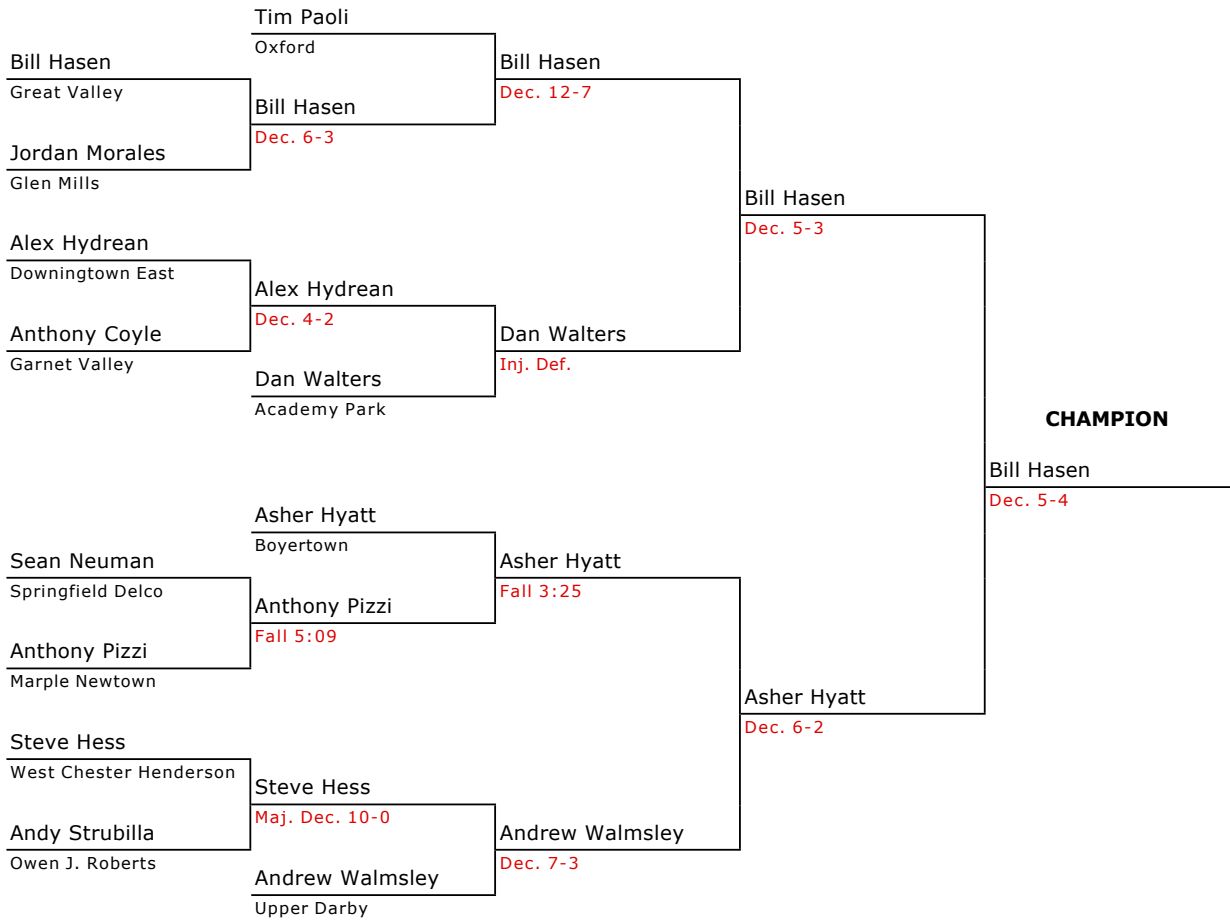 Tim Paoli
Oxford
Bill Hasen
Great Valley
Bill Hasen
Dec. 12-7
Bill Hasen
Dec. 6-3
Jordan Morales
Glen Mills
Bill Hasen
Dec. 5-3
Alex Hydrean
Downingtown East
Alex Hydrean
Dec. 4-2
Anthony Coyle
Garnet Valley
Dan Walters
Inj. Def.
Dan Walters
Academy Park
CHAMPION
Bill Hasen
Dec. 5-4
Asher Hyatt
Boyertown
Sean Neuman
Springfield Delco
Asher Hyatt
Fall 3:25
Anthony Pizzi
Fall 5:09
Anthony Pizzi
Marple Newtown
Asher Hyatt
Dec. 6-2
Steve Hess
West Chester Henderson
Steve Hess
Maj. Dec. 10-0
Andy Strubilla
Owen J. Roberts
Andrew Walmsley
Dec. 7-3
Andrew Walmsley
Upper Darby